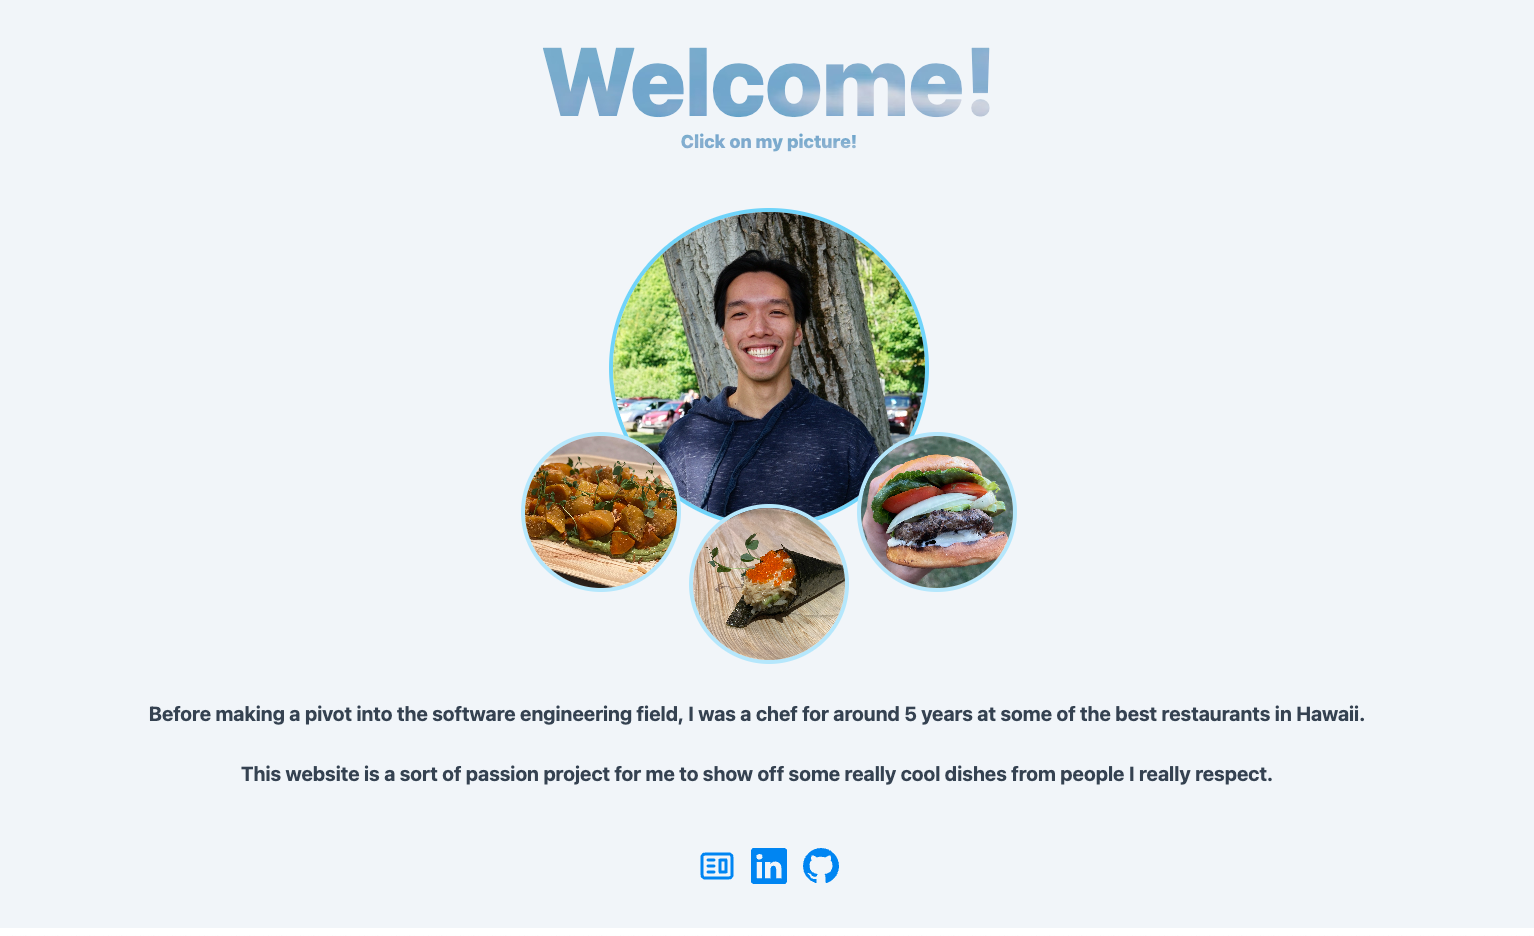 Welcome!
Click on my picture!
Before making a pivot into the software engineering field, I was a chef for around 5 years at some of the best restaurants in Hawaii.
This website is a sort of passion project for me to show off some really cool dishes from people I really respect.
in